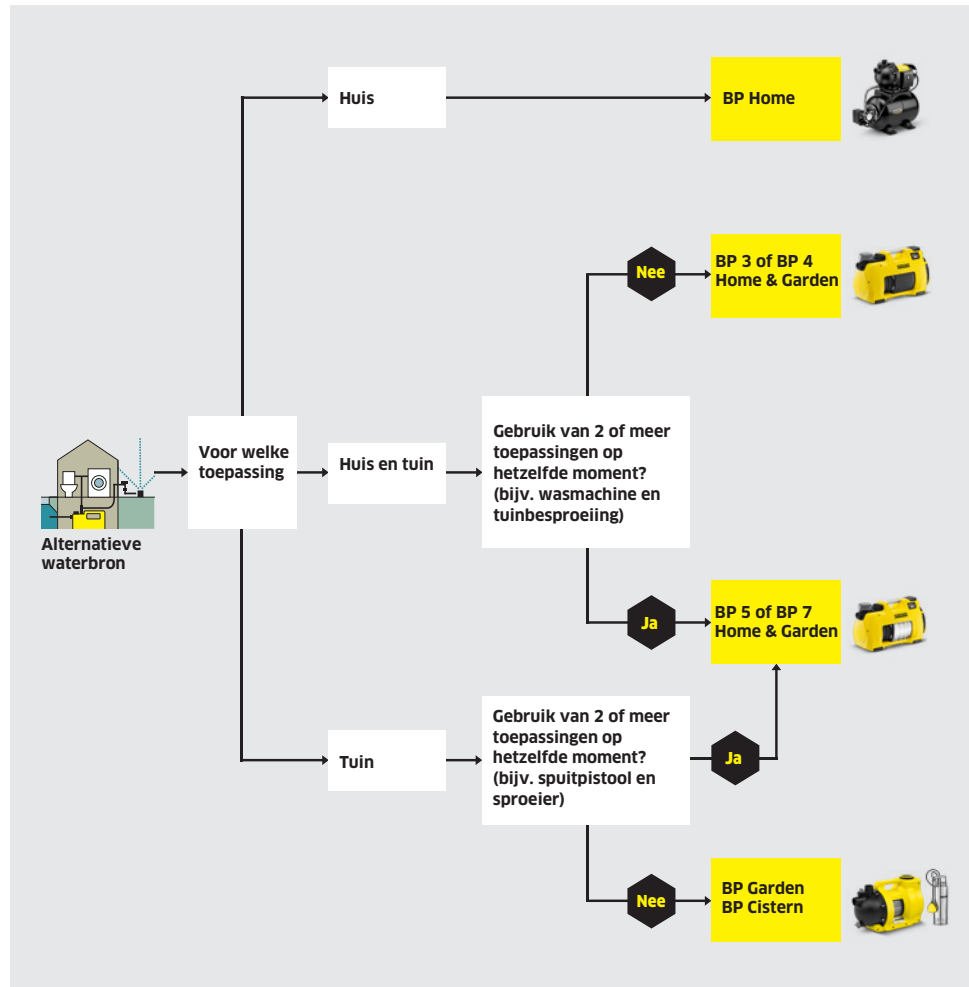 Huis
BP Home
Nee
BP 3 of BP 4
Home & Garden
Alternatieve
waterbron
Voor welke
toepassing
Huis en tuin
Gebruik van 2 of meer
toepassingen op
hetzelfde moment?
(bijv. wasmachine en
tuinbesproeiing)
Ja
BP 5 of BP 7
Home & Garden
Tuin
Gebruik van 2 of meer
toepassingen op
hetzelfde moment?
(bijv. spuitpistool en
sproeier)
Ja
Nee
BP Garden
BP Cistern